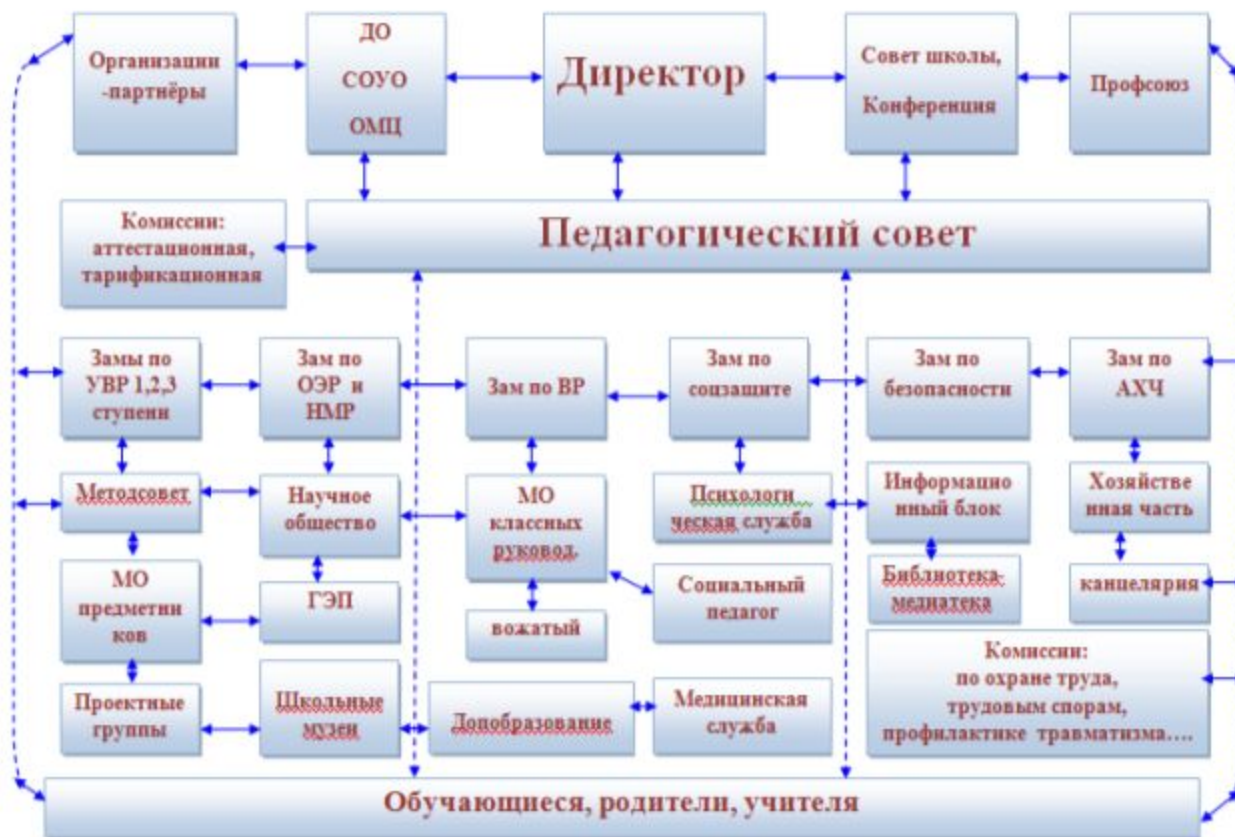 Организации
-партнёры
ДО
СОУО
ОМЦ
Директор
Совет школы,
Конференция
Профсоюз
Комиссии:
аттестационная,
тарификационная
Педагогический совет
Замы по
УВР 1,2,3
ступени
Зам по
ОЭР и
НМР
Зам по ВР
Зам по
соцзашите
Зам по
безопасности
Зам по
АХЧ
Методсовет
Научное
общество
МО
классных
руковод.
Психологи
ческая служба
Информацио
нный блок
Хозяйстве
нная часть
МО
предметни
ков
ГЭП
вожатый
Социальный
педагог
Библиотека-
медиатека
канцелярия
Проектные
группы
Школьные
музеи
Допобразование
Медицинская
служба
Комиссии:
по охране труда,
трудовым спорам,
профилактике травматизма....
Обучающиеся, родители, учителя